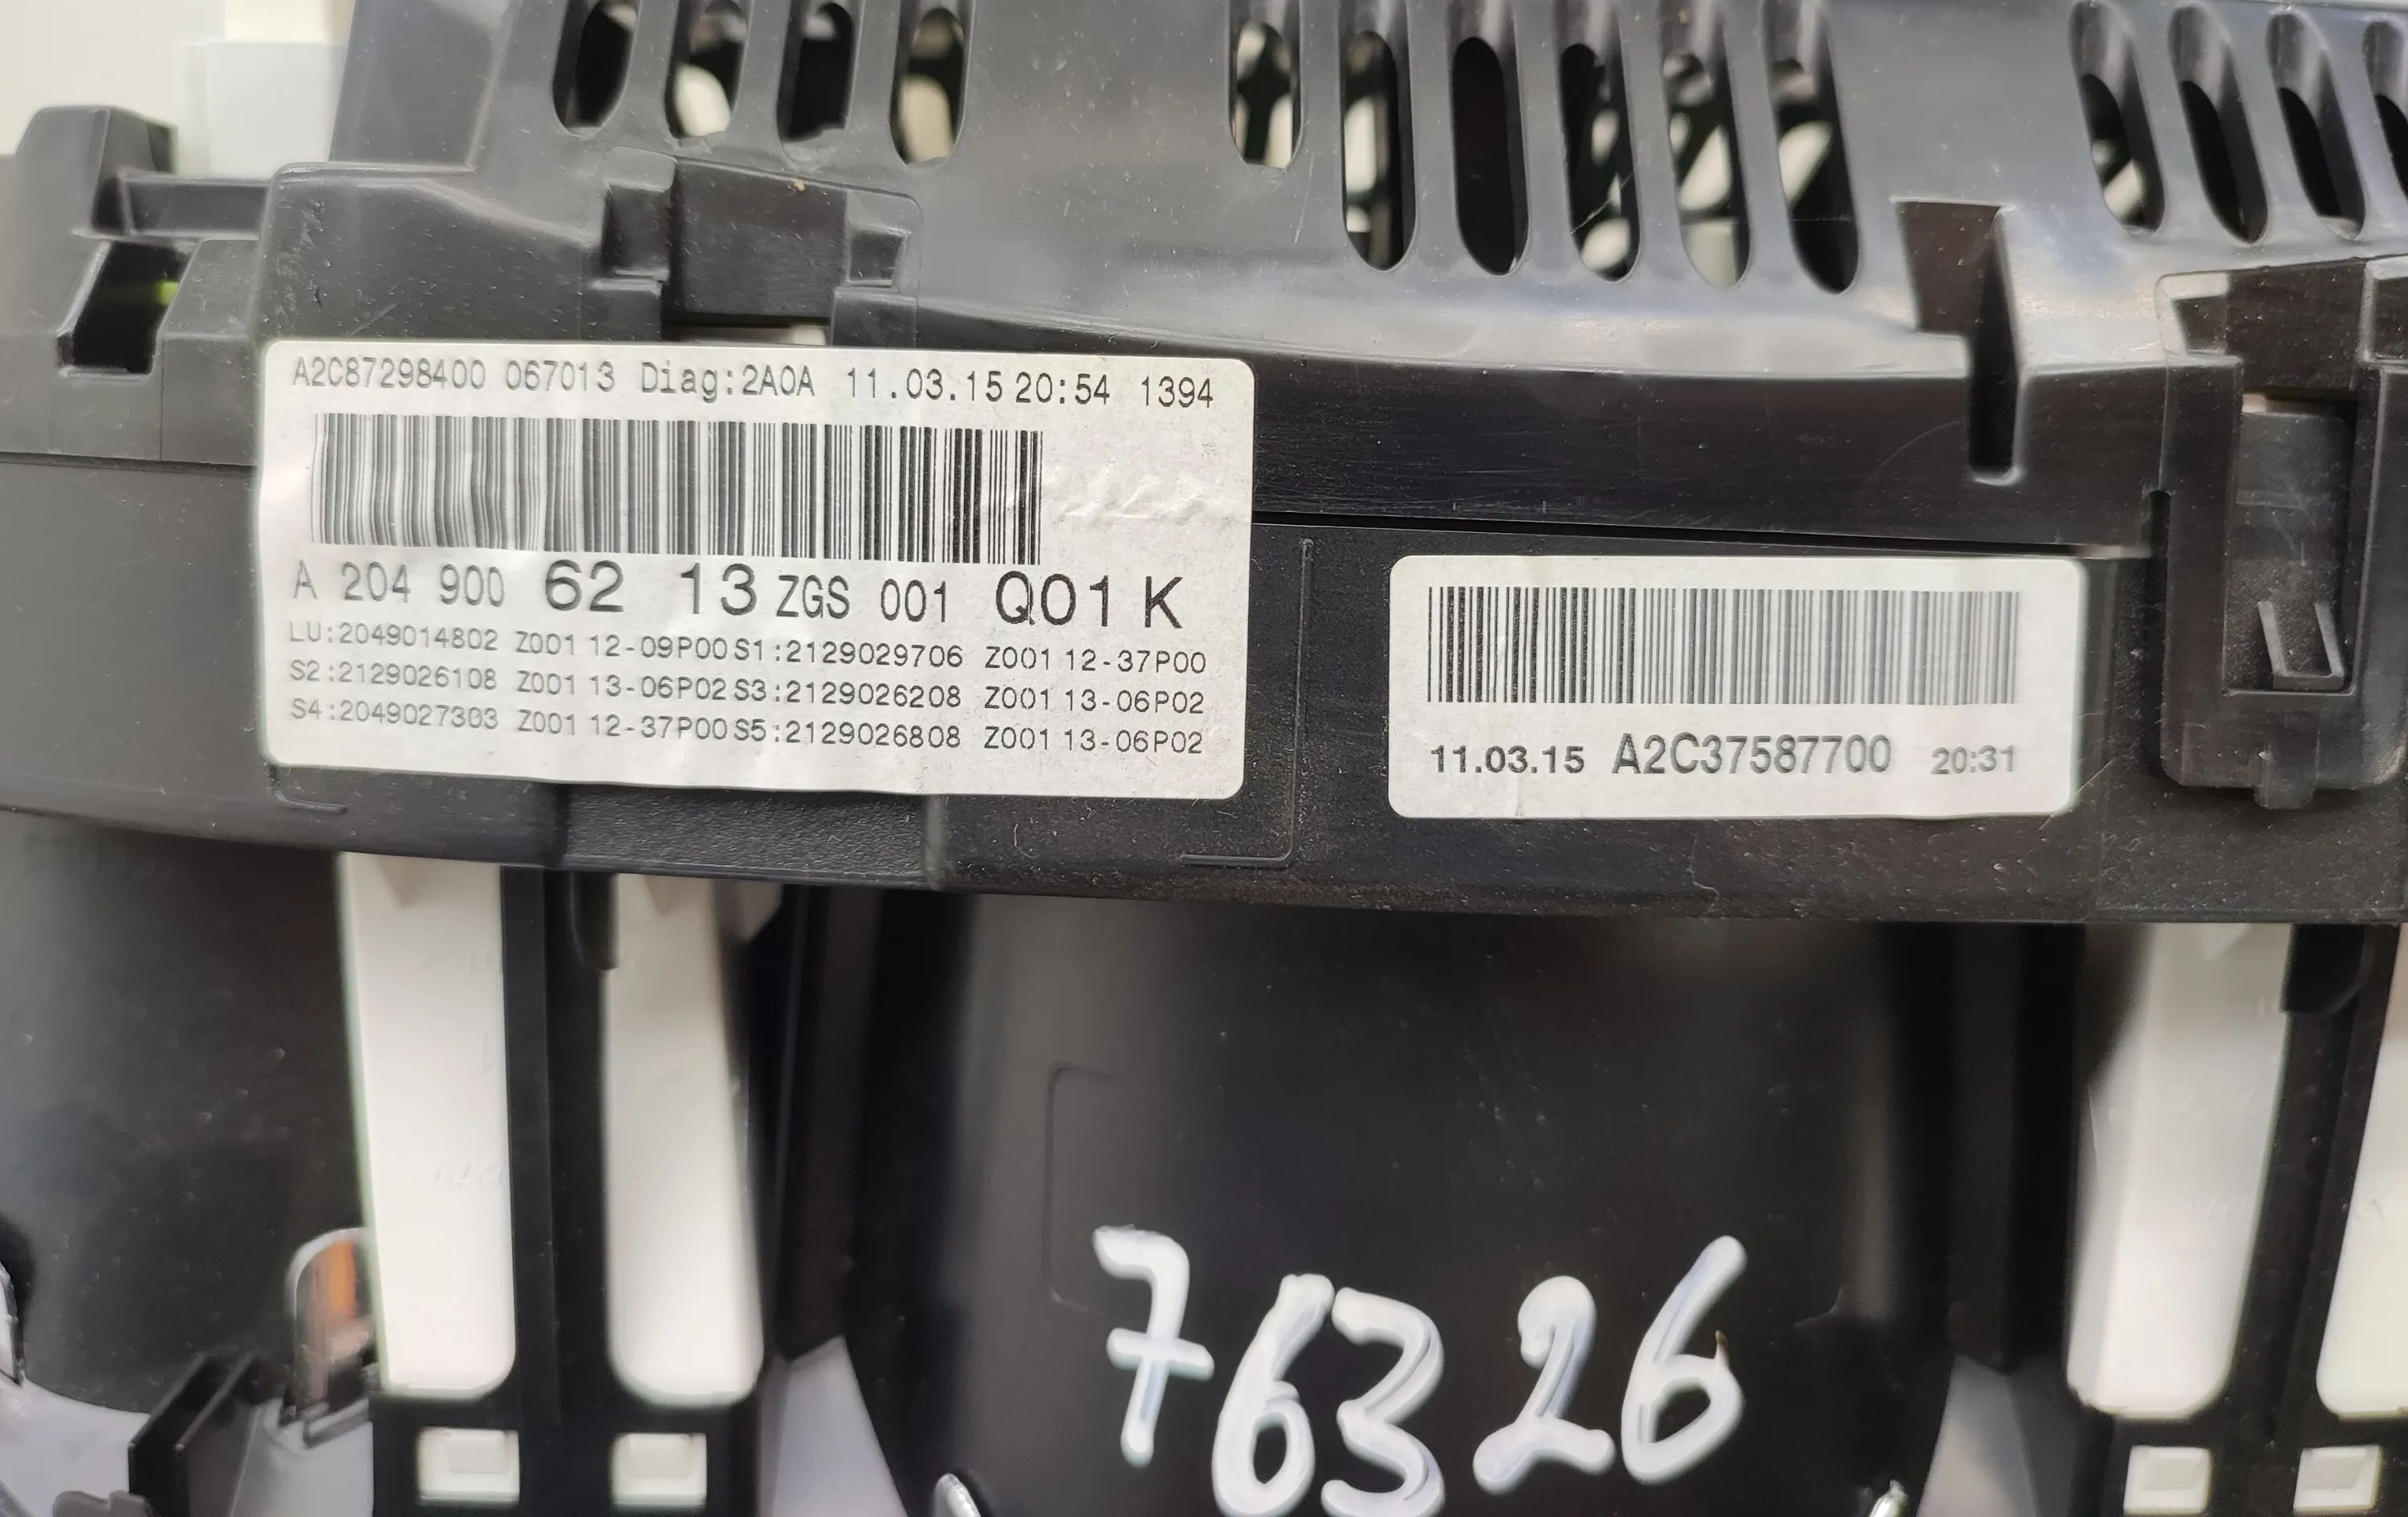 A2C87298400 067013 Diag:2A0A 11.03.15 20:54 1394
A 204 900 62 13 ZGS 001 Q01 K
LU:2049014802 Z001 12-09P00 S1:2129029706 Z001 12-37P00
S2:2129026108 Z001 13-06P02 S3:2129026208 Z001 13-06P02
S4:2049027303 Z001 12-37P00 S5:2129026808 Z001 13-06P02
11.03.15 A2C37587700 20:31
76326